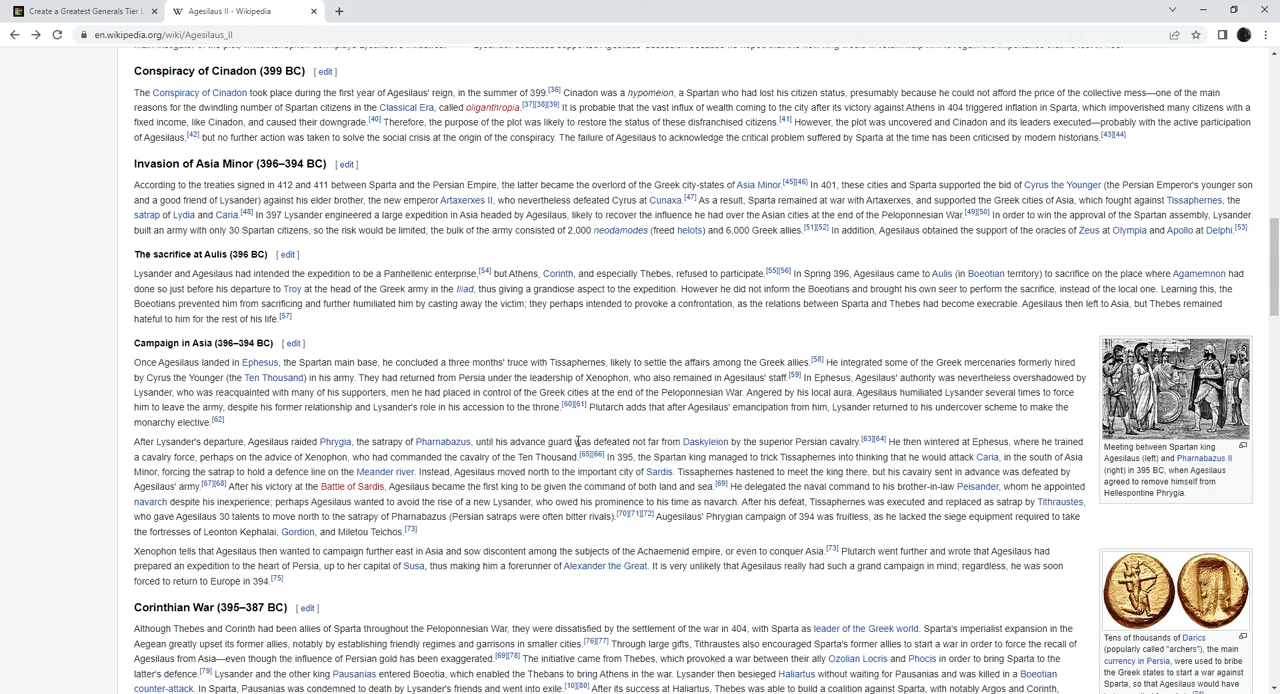 Create a Greatest Generals Tier L
Agesilaus II - Wikipedia
en.wikipedia.org/wiki/Agesilaus_II
Conspiracy of Cinadon (399 BC) [ edit ]
The Conspiracy of Cinadon took place during the first year of Agesilaus' reign, in the summer of 399.[36] Cinadon was a hypomeion, a Spartan who had lost his citizen status, presumably because he could not afford the price of the collective mess—one of the main
reasons for the dwindling number of Spartan citizens in the Classical Era, called oliganthropia.[37][38][39] It is probable that the vast influx of wealth coming to the city after its victory against Athens in 404 triggered inflation in Sparta, which impoverished many citizens with a
fixed income, like Cinadon, and caused their downgrade.[40] Therefore, the purpose of the plot was likely to restore the status of these disfranchised citizens.[41] However, the plot was uncovered and Cinadon and its leaders executed—probably with the active participation
of Agesilaus,[42] but no further action was taken to solve the social crisis at the origin of the conspiracy. The failure of Agesilaus to acknowledge the critical problem suffered by Sparta at the time has been criticised by modern historians.[43][44]
Invasion of Asia Minor (396–394 BC) [ edit ]
According to the treaties signed in 412 and 411 between Sparta and the Persian Empire, the latter became the overlord of the Greek city-states of Asia Minor.[45][46] In 401, these cities and Sparta supported the bid of Cyrus the Younger (the Persian Emperor's younger son
and a good friend of Lysander) against his elder brother, the new emperor Artaxerxes II, who nevertheless defeated Cyrus at Cunaxa.[47] As a result, Sparta remained at war with Artaxerxes, and supported the Greek cities of Asia, which fought against Tissaphernes, the
satrap of Lydia and Caria.[48] In 397 Lysander engineered a large expedition in Asia headed by Agesilaus, likely to recover the influence he had over the Asian cities at the end of the Peloponnesian War.[49][50] In order to win the approval of the Spartan assembly, Lysander
built an army with only 30 Spartan citizens, so the risk would be limited; the bulk of the army consisted of 2,000 neodamodes (freed helots) and 6,000 Greek allies.[51][52] In addition, Agesilaus obtained the support of the oracles of Zeus at Olympia and Apollo at Delphi.[53]
The sacrifice at Aulis (396 BC) [ edit ]
Lysander and Agesilaus had intended the expedition to be a Panhellenic enterprise,[54] but Athens, Corinth, and especially Thebes, refused to participate.[55][56] In Spring 396, Agesilaus came to Aulis (in Boeotian territory) to sacrifice on the place where Agamemnon had
done so just before his departure to Troy at the head of the Greek army in the Iliad, thus giving a grandiose aspect to the expedition. However he did not inform the Boeotians and brought his own seer to perform the sacrifice, instead of the local one. Learning this, the
Boeotians prevented him from sacrificing and further humiliated him by casting away the victim; they perhaps intended to provoke a confrontation, as the relations between Sparta and Thebes had become execrable. Agesilaus then left to Asia, but Thebes remained
hateful to him for the rest of his life.[57]
Campaign in Asia (396–394 BC) [ edit ]
Once Agesilaus landed in Ephesus, the Spartan main base, he concluded a three months' truce with Tissaphernes, likely to settle the affairs among the Greek allies.[58] He integrated some of the Greek mercenaries formerly hired
by Cyrus the Younger (the Ten Thousand) in his army. They had returned from Persia under the leadership of Xenophon, who also remained in Agesilaus' staff.[59] In Ephesus, Agesilaus' authority was nevertheless overshadowed by
Lysander, who was reacquainted with many of his supporters, men he had placed in control of the Greek cities at the end of the Peloponnesian War. Angered by his local aura, Agesilaus humiliated Lysander several times to force
him to leave the army, despite his former relationship and Lysander's role in his accession to the throne.[60][61] Plutarch adds that after Agesilaus' emancipation from him, Lysander returned to his undercover scheme to make the
monarchy elective.[62]
After Lysander's departure, Agesilaus raided Phrygia, the satrapy of Pharnabazus, until his advance guard was defeated not far from Daskyleion by the superior Persian cavalry.[63][64] He then wintered at Ephesus, where he trained
a cavalry force, perhaps on the advice of Xenophon, who had commanded the cavalry of the Ten Thousand.[65][66] In 395, the Spartan king managed to trick Tissaphernes into thinking that he would attack Caria, in the south of Asia
Minor, forcing the satrap to hold a defence line on the Meander river. Instead, Agesilaus moved north to the important city of Sardis. Tissaphernes hastened to meet the king there, but his cavalry sent in advance was defeated by
Agesilaus' army.[67][68] After his victory at the Battle of Sardis, Agesilaus became the first king to be given the command of both land and sea.[69] He delegated the naval command to his brother-in-law Peisander, whom he appointed
navarch despite his inexperience; perhaps Agesilaus wanted to avoid the rise of a new Lysander, who owed his prominence to his time as navarch. After his defeat, Tissaphernes was executed and replaced as satrap by Tithraustes,
who gave Agesilaus 30 talents to move north to the satrapy of Pharnabazus (Persian satraps were often bitter rivals).[70][71][72] Augesilaus' Phrygian campaign of 394 was fruitless, as he lacked the siege equipment required to take
the fortresses of Leonton Kephalai, Gordion, and Miletou Teichos.[73]
Xenophon tells that Agesilaus then wanted to campaign further east in Asia and sow discontent among the subjects of the Achaemenid empire, or even to conquer Asia.[73] Plutarch went further and wrote that Agesilaus had
prepared an expedition to the heart of Persia, up to her capital of Susa, thus making him a forerunner of Alexander the Great. It is very unlikely that Agesilaus really had such a grand campaign in mind; regardless, he was soon
forced to return to Europe in 394.[75]
Meeting between Spartan king
Agesilaus (left) and Pharnabazus II
(right) in 395 BC, when Agesilaus
agreed to remove himself from
Hellespontine Phrygia.
Corinthian War (395–387 BC) [ edit ]
Although Thebes and Corinth had been allies of Sparta throughout the Peloponnesian War, they were dissatisfied by the settlement of the war in 404, with Sparta as leader of the Greek world. Sparta's imperialist expansion in the
Aegean greatly upset its former allies, notably by establishing friendly regimes and garrisons in smaller cities.[76][77] Through large gifts, Tithraustes also encouraged Sparta's former allies to start a war in order to force the recall of
Agesilaus from Asia—even though the influence of Persian gold has been exaggerated.[69][78] The initiative came from Thebes, which provoked a war between their ally Ozolian Locris and Phocis in order to bring Sparta to the
latter's defence.[79] Lysander and the other king Pausanias entered Boeotia, which enabled the Thebans to bring Athens in the war. Lysander then besieged Haliartus without waiting for Pausanias and was killed in a Boeotian
counter-attack. In Sparta, Pausanias was condemned to death by Lysander's friends and went into exile.[10][80] After its success at Haliartus, Thebes was able to build a coalition against Sparta, with notably Argos and Corinth,
Tens of thousands of Darics
(popularly called "archers"), the main
currency in Persia, were used to bribe
the Greek states to start a war against
Sparta, so that Agesilaus would have